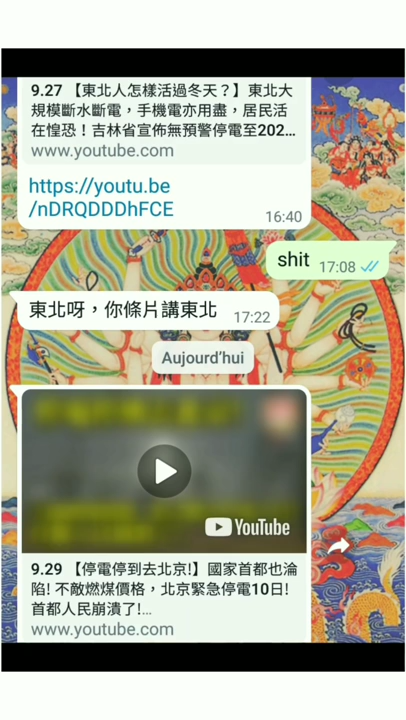 9.27 【東北人怎樣活過冬天？】東北大
規模斷水斷電，手機電亦用盡，居民活
在惶恐！吉林省宣佈無預警停電至202...
www.youtube.com
https://youtu.be
/nDRQDDDhFCE
16:40
shit 17:08
東北呀，你條片講東北 17:22
Aujourd'hui
YouTube
9.29 【停電停到去北京!】國家首都也淪
陷! 不敵燃煤價格，北京緊急停電10日!
首都人民崩潰了!...
www.youtube.com